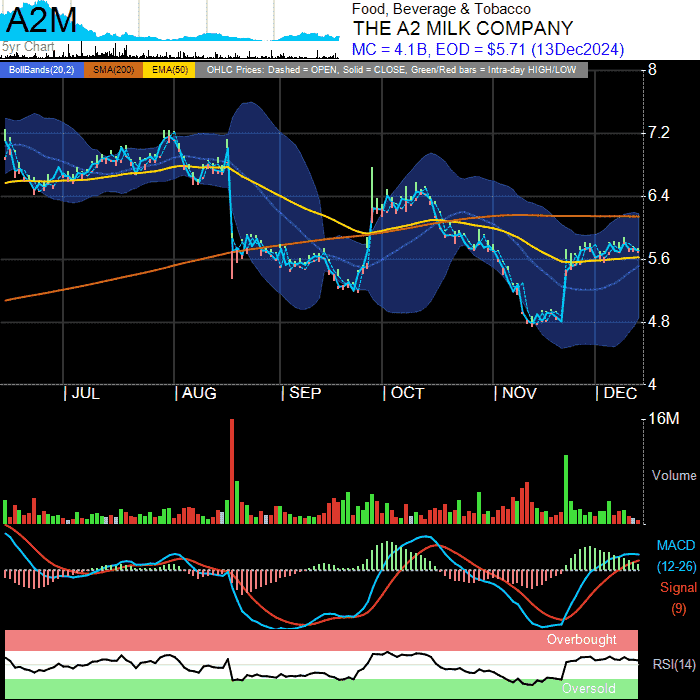 A2M
5yr Chart
Food, Beverage & Tobacco
THE A2 MILK COMPANY
MC = 4.1B, EOD = $5.71 (13Dec2024)
BollBands(20,2) SMA(200) EMA(50) OHLC Prices: Dashed = OPEN, Solid = CLOSE, Green/Red bars = Intra-day HIGH/LOW
8
7.2
6.4
5.6
4.8
4
| JUL | AUG | SEP | OCT | NOV | DEC
16M
Volume
MACD
(12-26)
Signal
(9)
Overbought
RSI(14)
Oversold